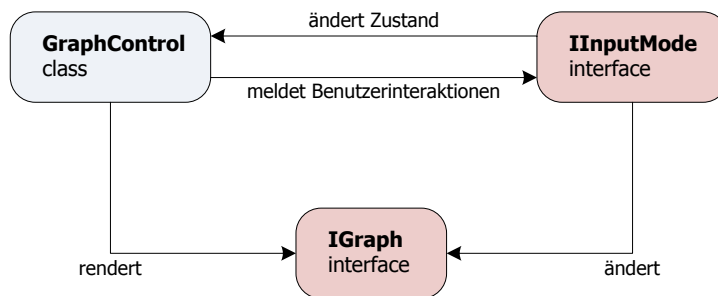 ändert Zustand
GraphControl
class
IInputMode
interface
meldet Benutzerinteraktionen
IGraph
interface
rendert
ändert